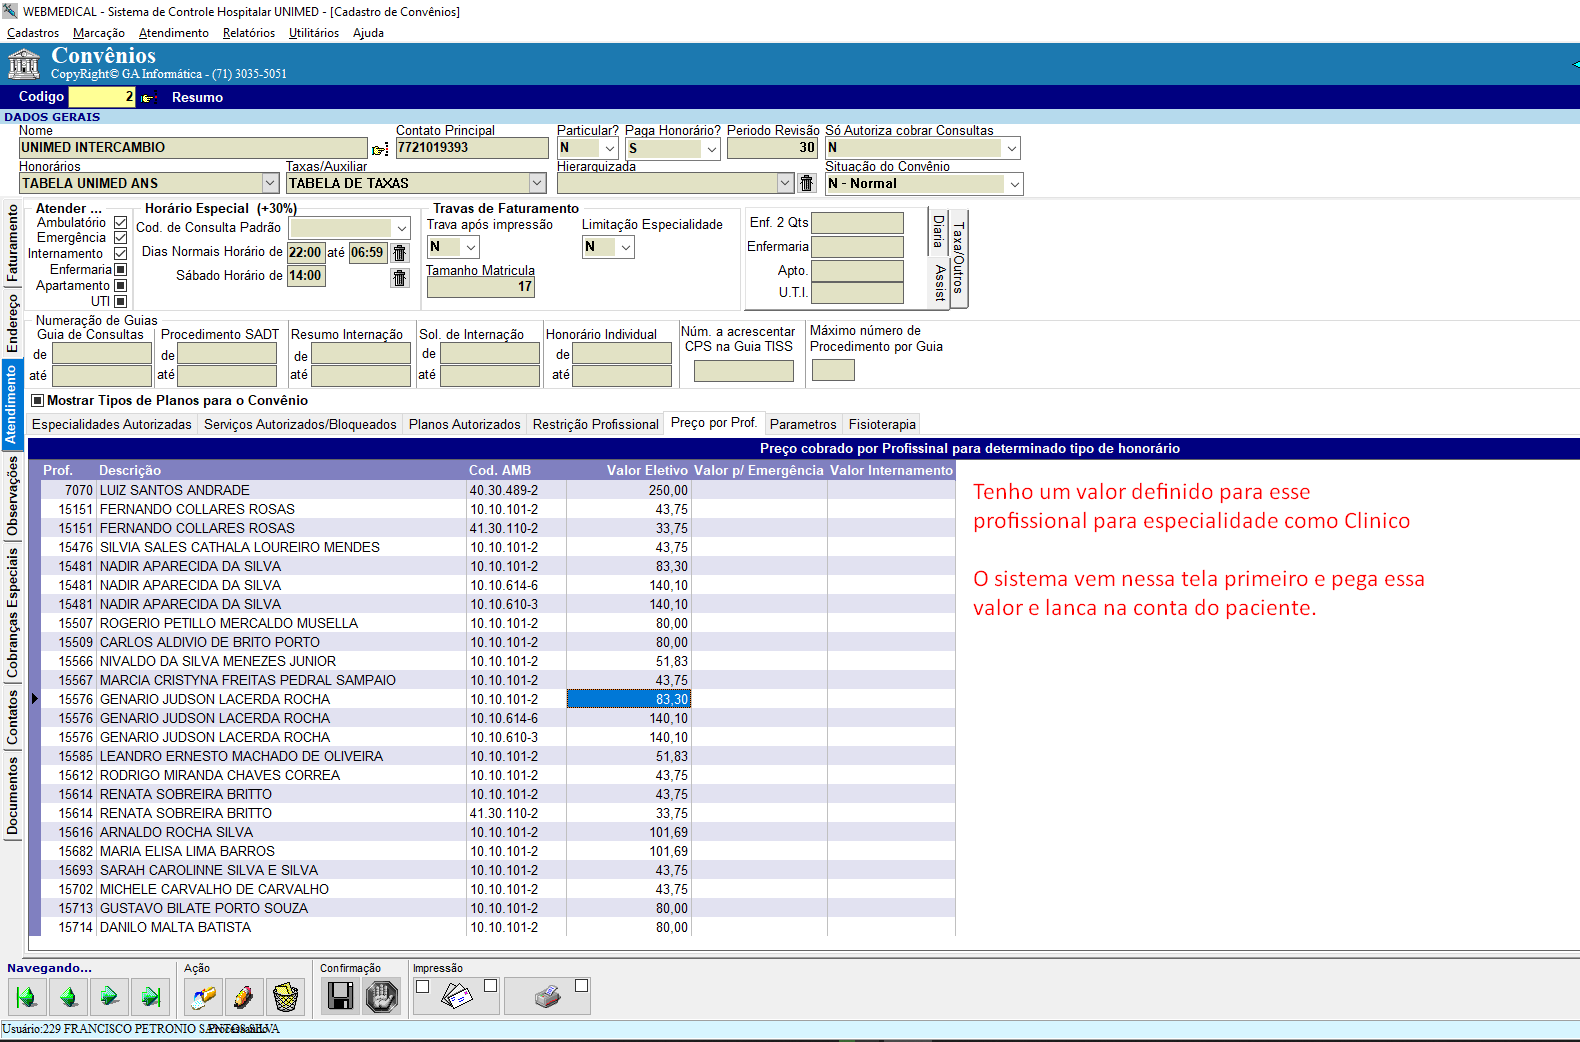 WEBMEDICAL - Sistema de Controle Hospitalar UNIMED - [Cadastro de Convênios]
Cadastros Marcação Atendimento Relatórios Utilitários Ajuda
Convênios
CopyRight© GA Informática - (71) 3035-5051
Codigo 2 Resumo
DADOS GERAIS
Nome Contato Principal Particular? Paga Honorário? Periodo Revisão Só Autoriza cobrar Consultas
UNIMED INTERCAMBIO 7721019393 N S 30 N
Honorários Taxas/Auxiliar Hierarquizada Situação do Convênio
TABELA UNIMED ANS TABELA DE TAXAS N - Normal
Faturamento
Endereço
Atendimento
Observações
Cobranças Especiais
Contatos
Documentos
Atender ...
Ambulatório
Emergência
Internamento
Enfermaria
Apartamento
UTI
Horário Especial (+30%)
Cod. de Consulta Padrão
Dias Normais Horário de 22:00 até 06:59
Sábado Horário de 14:00
Travas de Faturamento
Trava após impressão Limitação Especialidade
N N
Tamanho Matricula
17
Enf. 2 Qts
Enfermaria
Apto.
U.T.I.
Diaria
Assist
Taxa/Outros
Numeração de Guias
Guia de Consultas Procedimento SADT Resumo Internação Sol. de Internação Honorário Individual
de de de de de
até até até até até
Núm. a acrescentar
CPS na Guia TISS
Máximo número de
Procedimento por Guia
Mostrar Tipos de Planos para o Convênio
Especialidades Autorizadas Serviços Autorizados/Bloqueados Planos Autorizados Restrição Profissional Preço por Prof. Parametros Fisioterapia
Preço cobrado por Profissinal para determinado tipo de honorário
Prof. Descrição Cod. AMB Valor Eletivo Valor p/ Emergência Valor Internamento
7070 LUIZ SANTOS ANDRADE 40.30.489-2 250,00
15151 FERNANDO COLLARES ROSAS 10.10.101-2 43,75
15151 FERNANDO COLLARES ROSAS 41.30.110-2 33,75
15476 SILVIA SALES CATHALA LOUREIRO MENDES 10.10.101-2 43,75
15481 NADIR APARECIDA DA SILVA 10.10.101-2 83,30
15481 NADIR APARECIDA DA SILVA 10.10.614-6 140,10
15481 NADIR APARECIDA DA SILVA 10.10.610-3 140,10
15507 ROGERIO PETILLO MERCALDO MUSELLA 10.10.101-2 80,00
15509 CARLOS ALDIVIO DE BRITO PORTO 10.10.101-2 80,00
15566 NIVALDO DA SILVA MENEZES JUNIOR 10.10.101-2 51,83
15567 MARCIA CRISTYNA FREITAS PEDRAL SAMPAIO 10.10.101-2 43,75
15576 GENARIO JUDSON LACERDA ROCHA 10.10.101-2 83,30
15576 GENARIO JUDSON LACERDA ROCHA 10.10.614-6 140,10
15576 GENARIO JUDSON LACERDA ROCHA 10.10.610-3 140,10
15585 LEANDRO ERNESTO MACHADO DE OLIVEIRA 10.10.101-2 51,83
15612 RODRIGO MIRANDA CHAVES CORREA 10.10.101-2 43,75
15614 RENATA SOBREIRA BRITTO 10.10.101-2 43,75
15614 RENATA SOBREIRA BRITTO 41.30.110-2 33,75
15616 ARNALDO ROCHA SILVA 10.10.101-2 101,69
15682 MARIA ELISA LIMA BARROS 10.10.101-2 101,69
15693 SARAH CAROLINNE SILVA E SILVA 10.10.101-2 43,75
15702 MICHELE CARVALHO DE CARVALHO 10.10.101-2 43,75
15713 GUSTAVO BILATE PORTO SOUZA 10.10.101-2 80,00
15714 DANILO MALTA BATISTA 10.10.101-2 80,00
Tenho um valor definido para esse
profissional para especialidade como Clinico
O sistema vem nessa tela primeiro e pega essa
valor e lanca na conta do paciente.
Navegando... Ação Confirmação Impressão
Usuário:229 FRANCISCO PETRONIO SANTOS SILVA